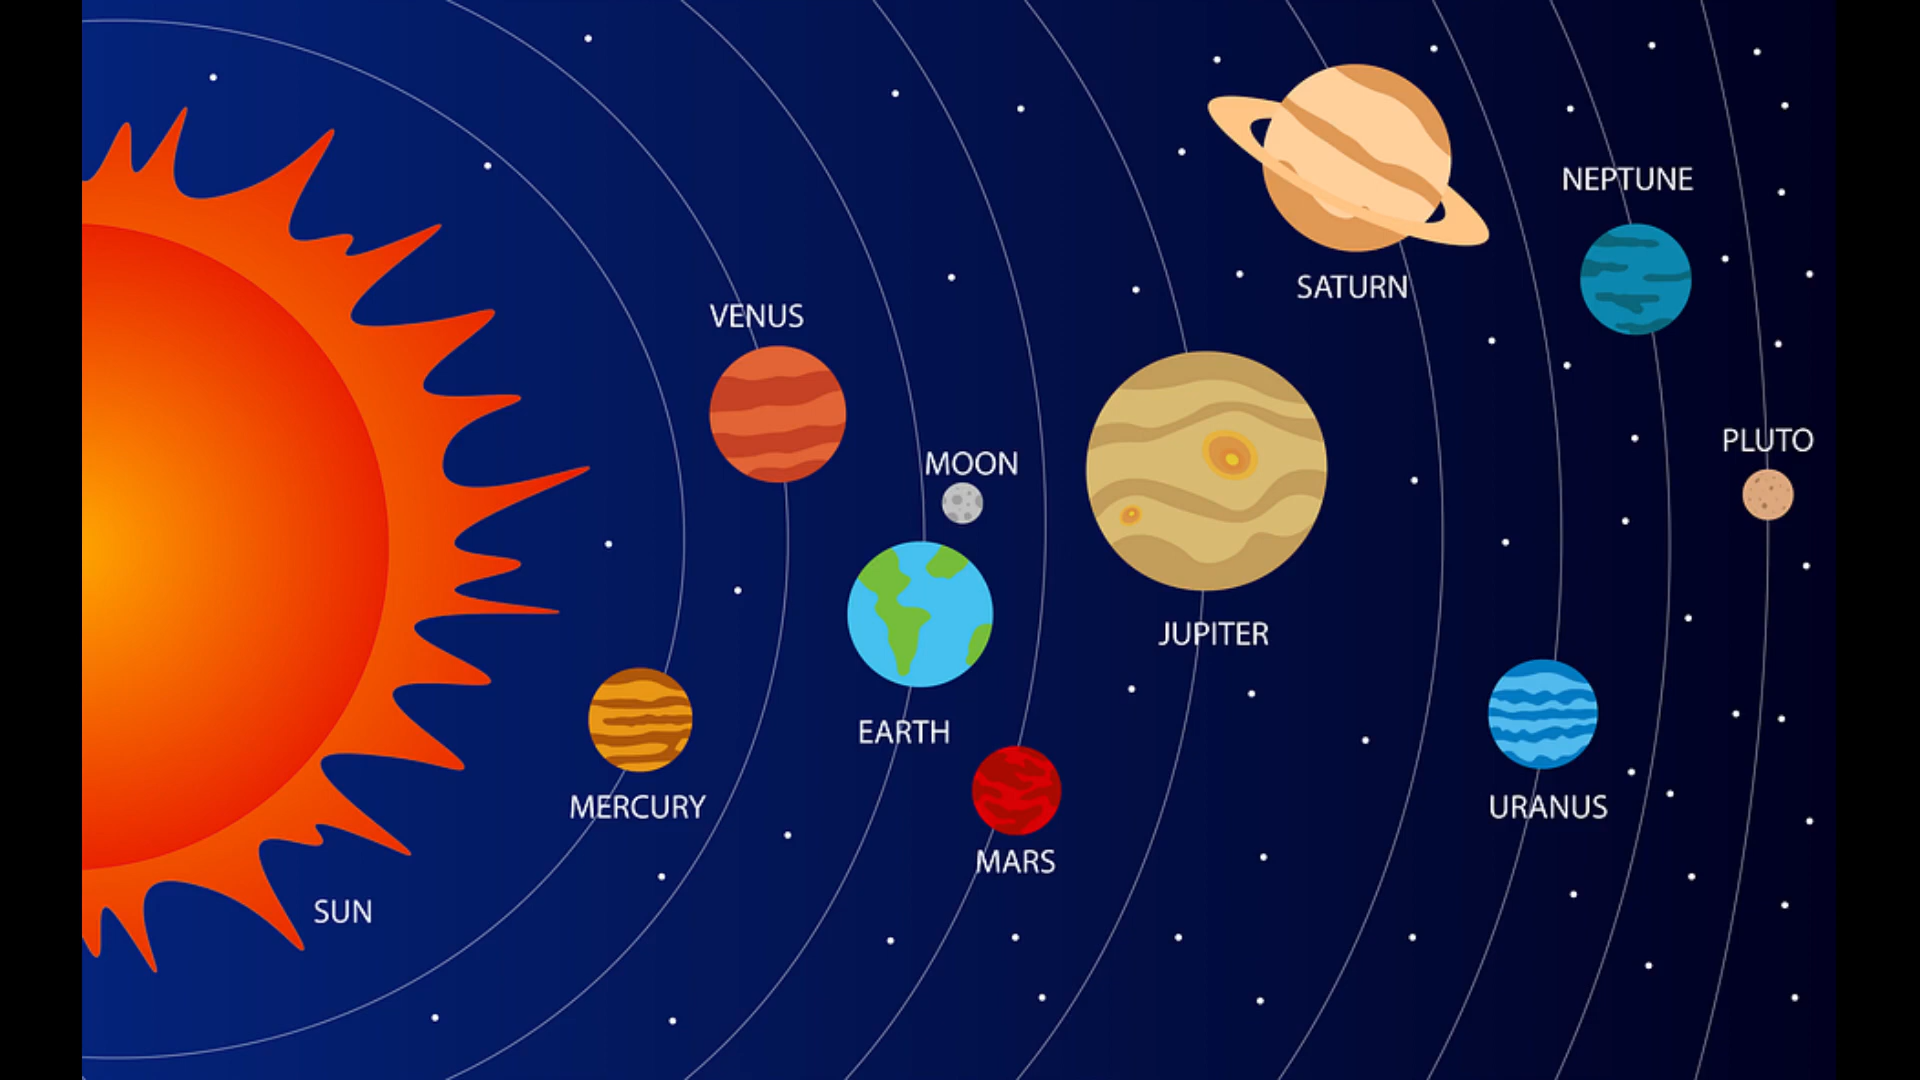 SUN
MERCURY
VENUS
MOON
EARTH
MARS
JUPITER
SATURN
URANUS
NEPTUNE
PLUTO